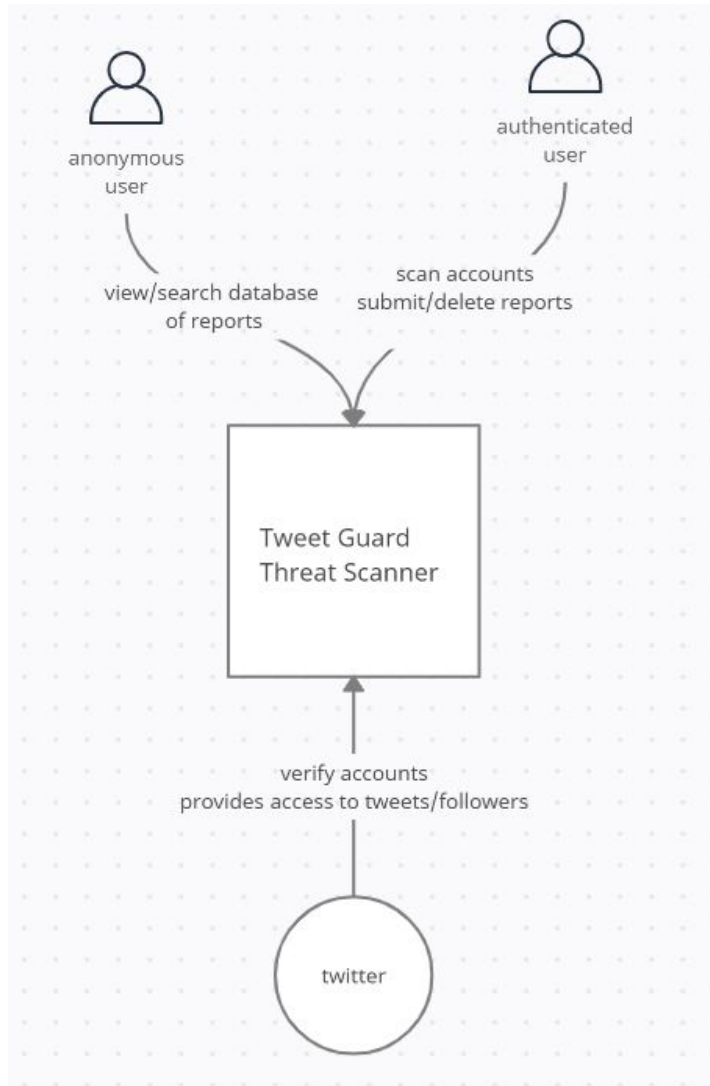 anonymous
user
authenticated
user
view/search database
of reports
scan accounts
submit/delete reports
Tweet Guard
Threat Scanner
verify accounts
provides access to tweets/followers
twitter